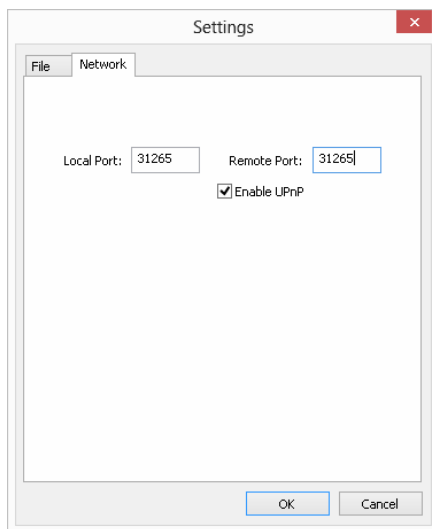 Settings
File Network
Local Port: 31265 Remote Port: 31265
Enable UPnP
OK Cancel